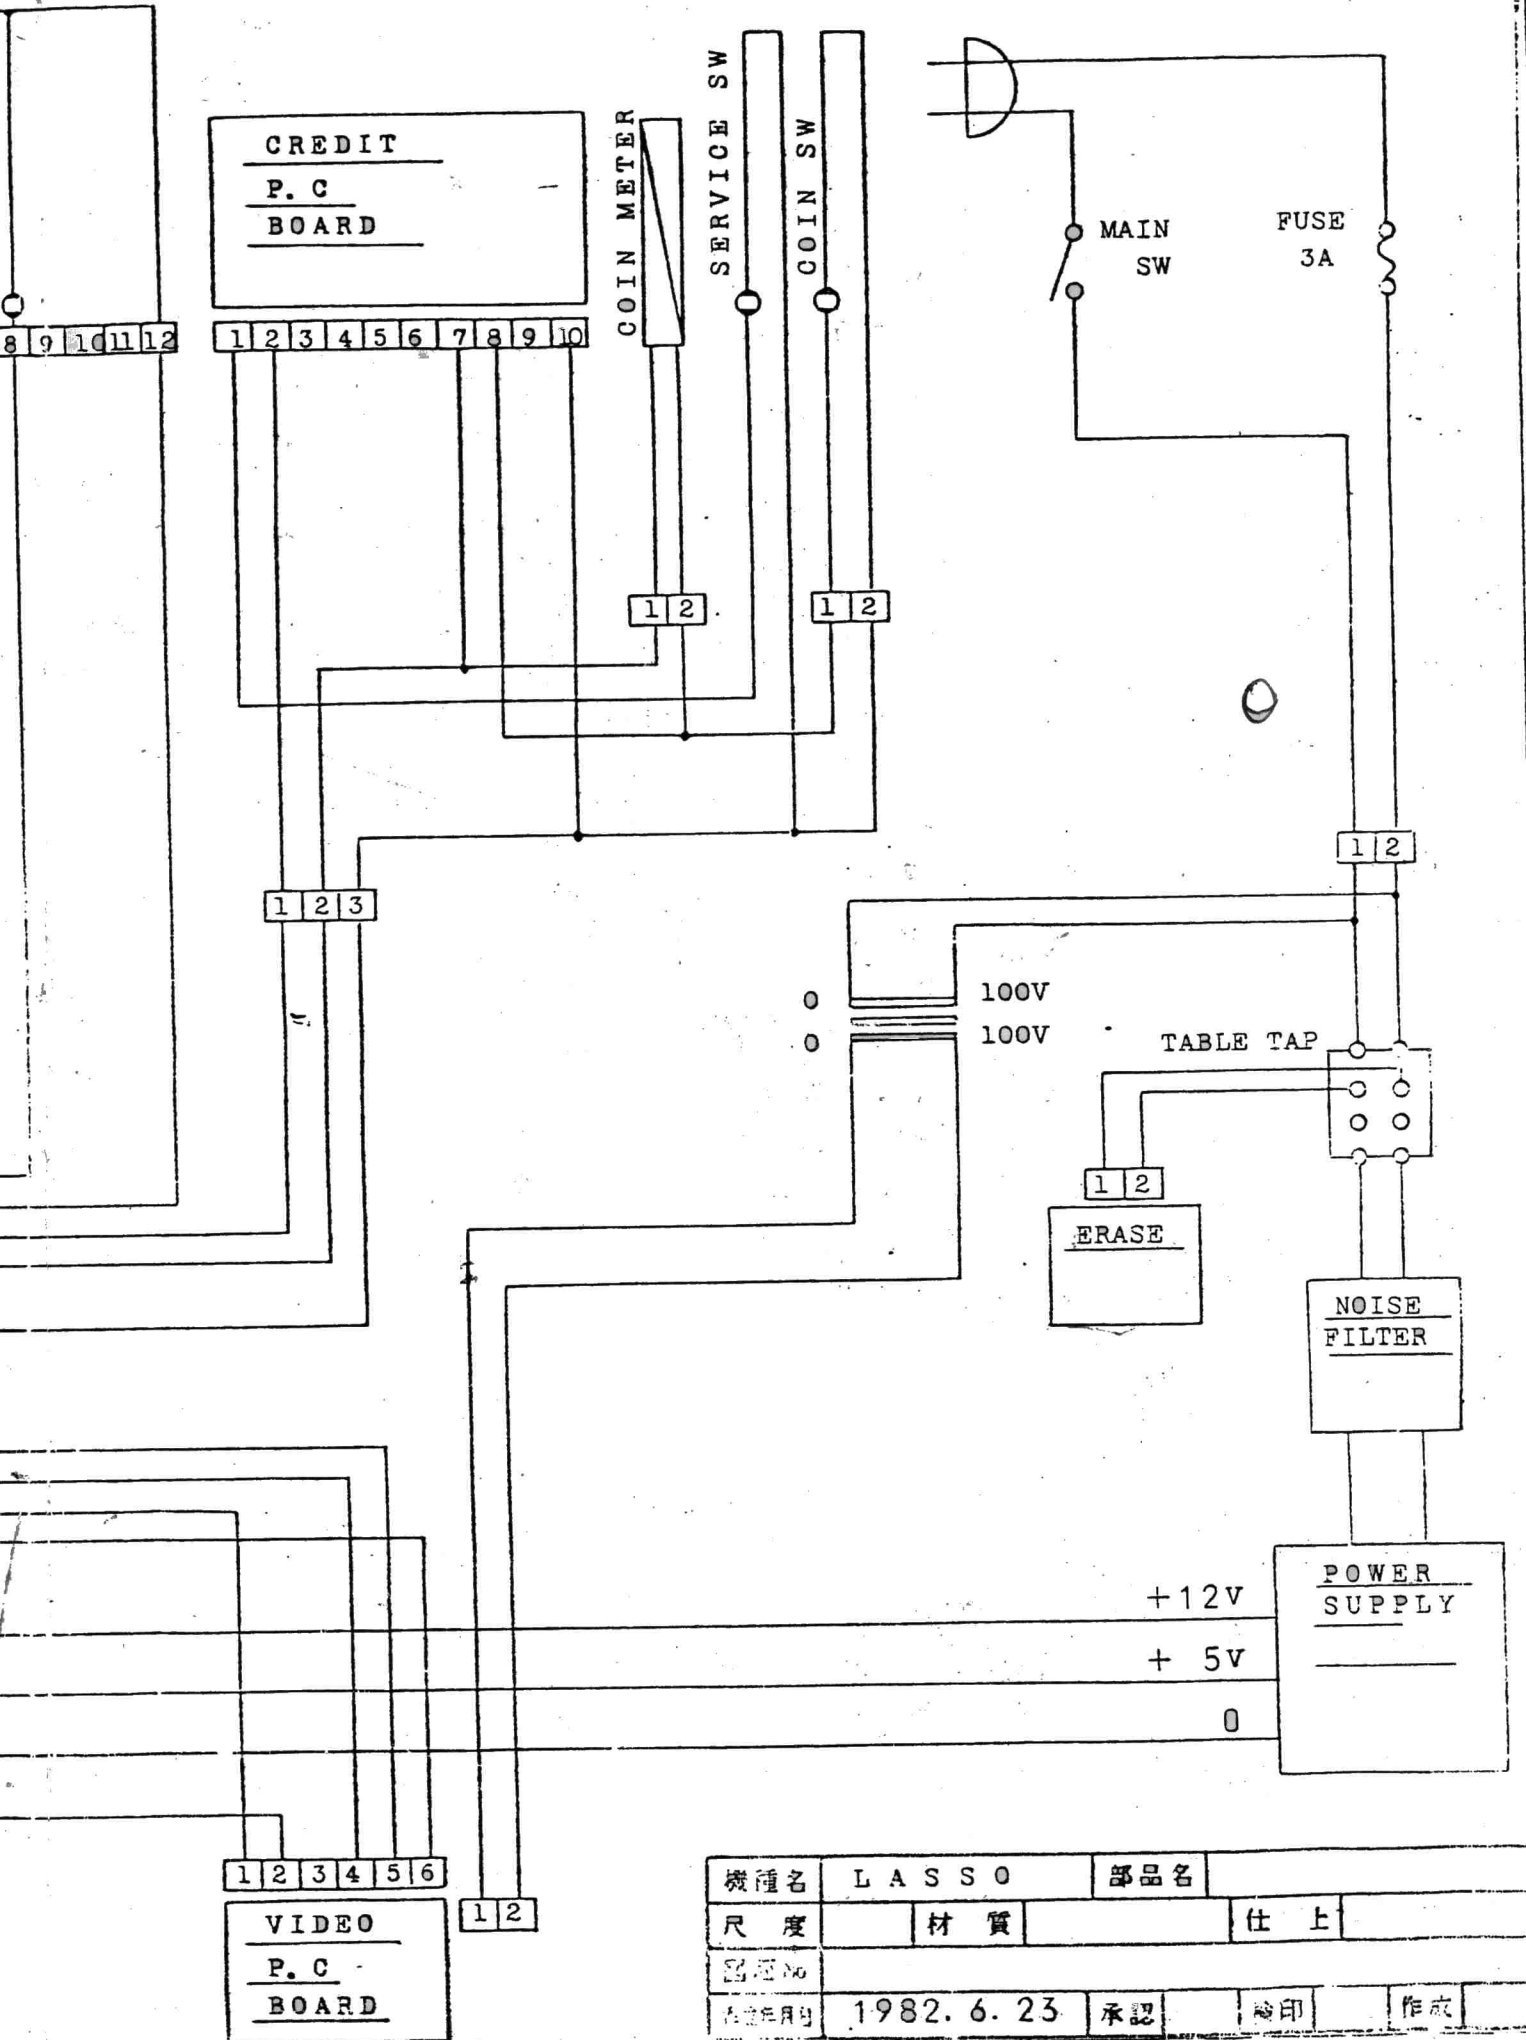 CREDIT
P. C
BOARD
COIN METER
SERVICE SW
COIN SW
MAIN
SW
FUSE
3A
8 9 10 11 12
1 2 3 4 5 6 7 8 9 10
1 2
1 2
1 2
1 2 3
0 100V
0 100V
TABLE TAP
1 2
ERASE
NOISE
FILTER
POWER
SUPPLY
+12V
+ 5V
0
1 2 3 4 5 6
VIDEO
P. C
BOARD
1 2
機種名 LASSO 部品名
尺度 材質 仕上
1982. 6. 23 承認 作成